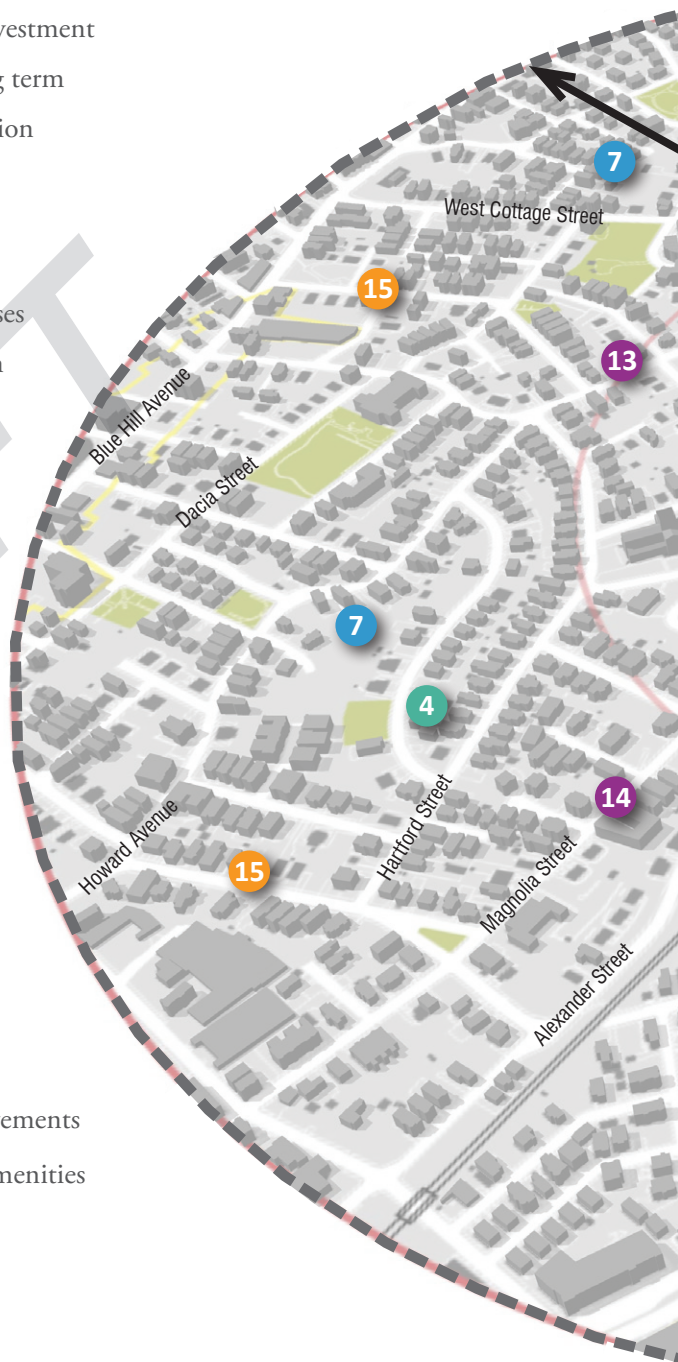 vestment
g term
ion
7
West Cottage Street
15
ses
13
Blue Hill Avenue
Dacia Street
7
4
14
Hartford Street
Howard Avenue
15
Magnolia Street
Alexander Street
ements
menities